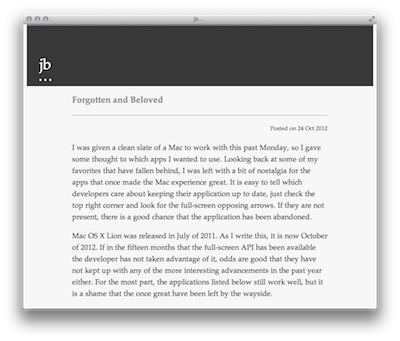 jb...
jb
...
Forgotten and Beloved
Posted on 24 Oct 2012
I was given a clean slate of a Mac to work with this past Monday, so I gave
some thought to which apps I wanted to use. Looking back at some of my
favorites that have fallen behind, I was left with a bit of nostalgia for the
apps that once made the Mac experience great. It is easy to tell which
developers care about keeping their application up to date, just check the
top right corner and look for the full-screen opposing arrows. If they are not
present, there is a good chance that the application has been abandoned.
Mac OS X Lion was released in July of 2011. As I write this, it is now October
of 2012. If in the fifteen months that the full-screen API has been available
the developer has not taken advantage of it, odds are good that they have
not kept up with any of the more interesting advancements in the past year
either. For the most part, the applications listed below still work well, but it
is a shame that the once great have been left by the wayside.